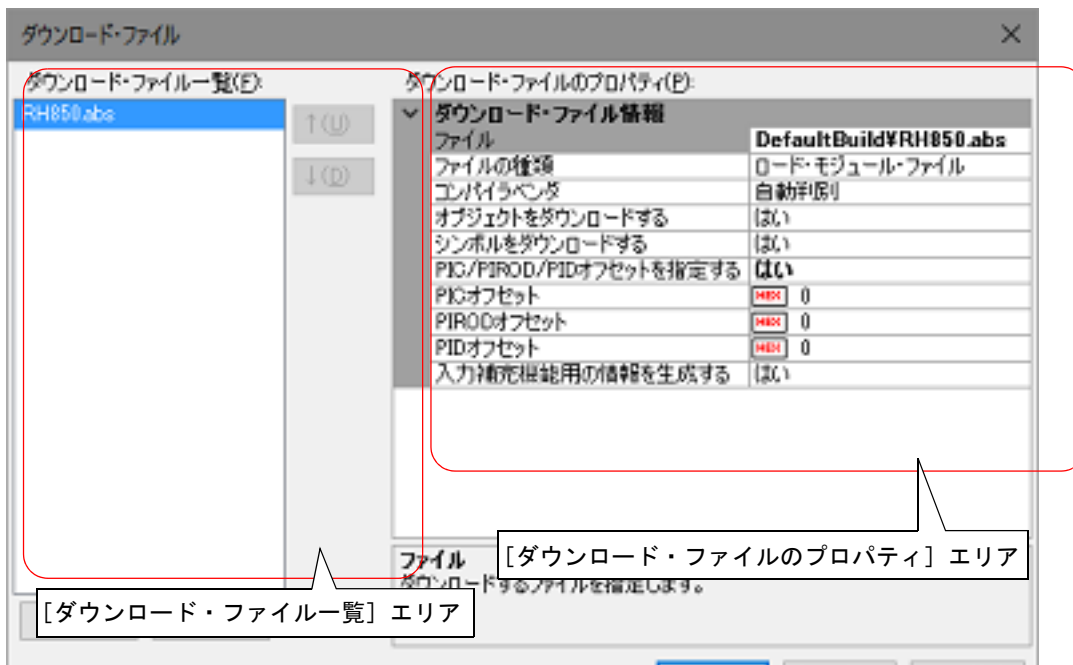 ダウンロード・ファイル
ダウンロード・ファイル一覧(F):
RH850.abs
↑(U)
↓(D)
ダウンロード・ファイルのプロパティ(P):
ダウンロード・ファイル情報
ファイル DefaultBuild¥RH850.abs
ファイルの種類 ロード・モジュール・ファイル
コンパイラベンダ 自動判別
オブジェクトをダウンロードする はい
シンボルをダウンロードする はい
PIC/PIROD/PIDオフセットを指定する はい
PICオフセット HEX 0
PIRODオフセット HEX 0
PIDオフセット HEX 0
入力補完機能用の情報を生成する はい
[ダウンロード・ファイルのプロパティ] エリア
ファイル
ダウンロードするファイルを指定します。
[ダウンロード・ファイル一覧] エリア